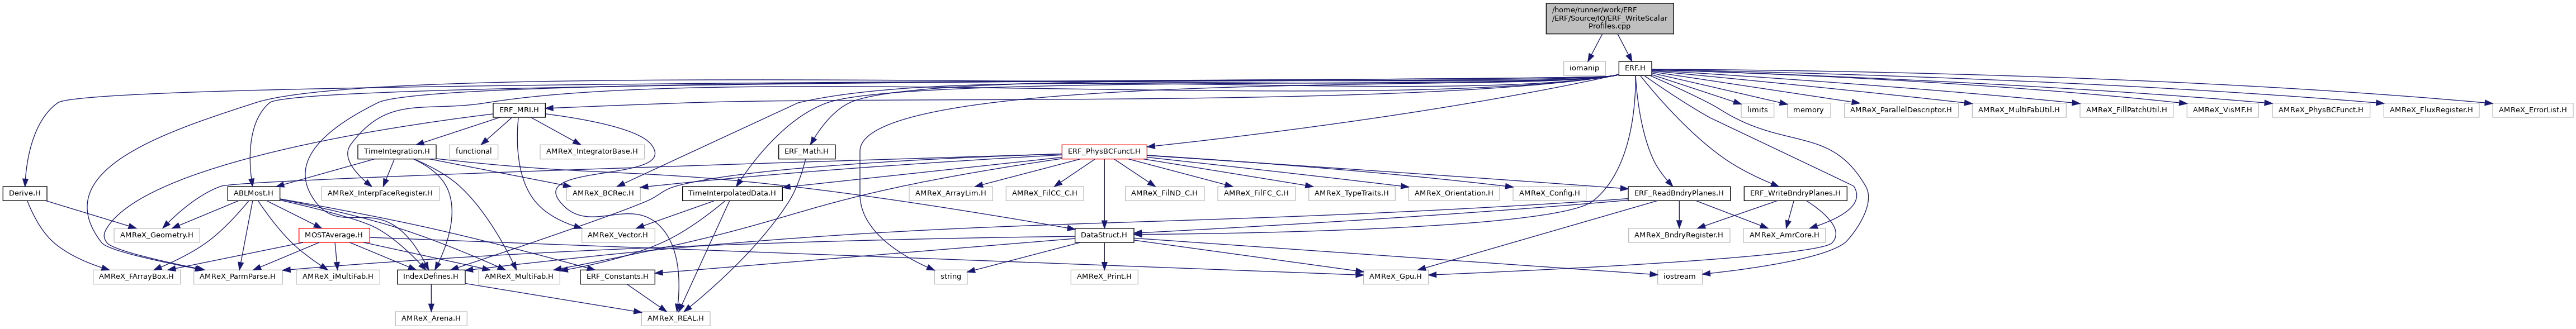 /home/runner/work/ERF
/ERF/Source/IO/ERF_WriteScalar
Profiles.cpp
iomanip
ERF.H
ERF_MRI.H
limits
memory
AMReX_ParallelDescriptor.H
AMReX_MultiFabUtil.H
AMReX_FillPatchUtil.H
AMReX_VisMF.H
AMReX_PhysBCFunct.H
AMReX_FluxRegister.H
AMReX_ErrorList.H
TimeIntegration.H
functional
AMReX_IntegratorBase.H
ERF_Math.H
ERF_PhysBCFunct.H
Derive.H
ABLMost.H
AMReX_InterpFaceRegister.H
AMReX_BCRec.H
TimeInterpolatedData.H
AMReX_ArrayLim.H
AMReX_FilCC_C.H
AMReX_FilND_C.H
AMReX_FilFC_C.H
AMReX_TypeTraits.H
AMReX_Orientation.H
AMReX_Config.H
ERF_ReadBndryPlanes.H
ERF_WriteBndryPlanes.H
AMReX_Geometry.H
MOSTAverage.H
AMReX_Vector.H
DataStruct.H
AMReX_BndryRegister.H
AMReX_AmrCore.H
AMReX_FArrayBox.H
AMReX_ParmParse.H
AMReX_iMultiFab.H
IndexDefines.H
AMReX_MultiFab.H
ERF_Constants.H
string
AMReX_Print.H
AMReX_Gpu.H
iostream
AMReX_Arena.H
AMReX_REAL.H